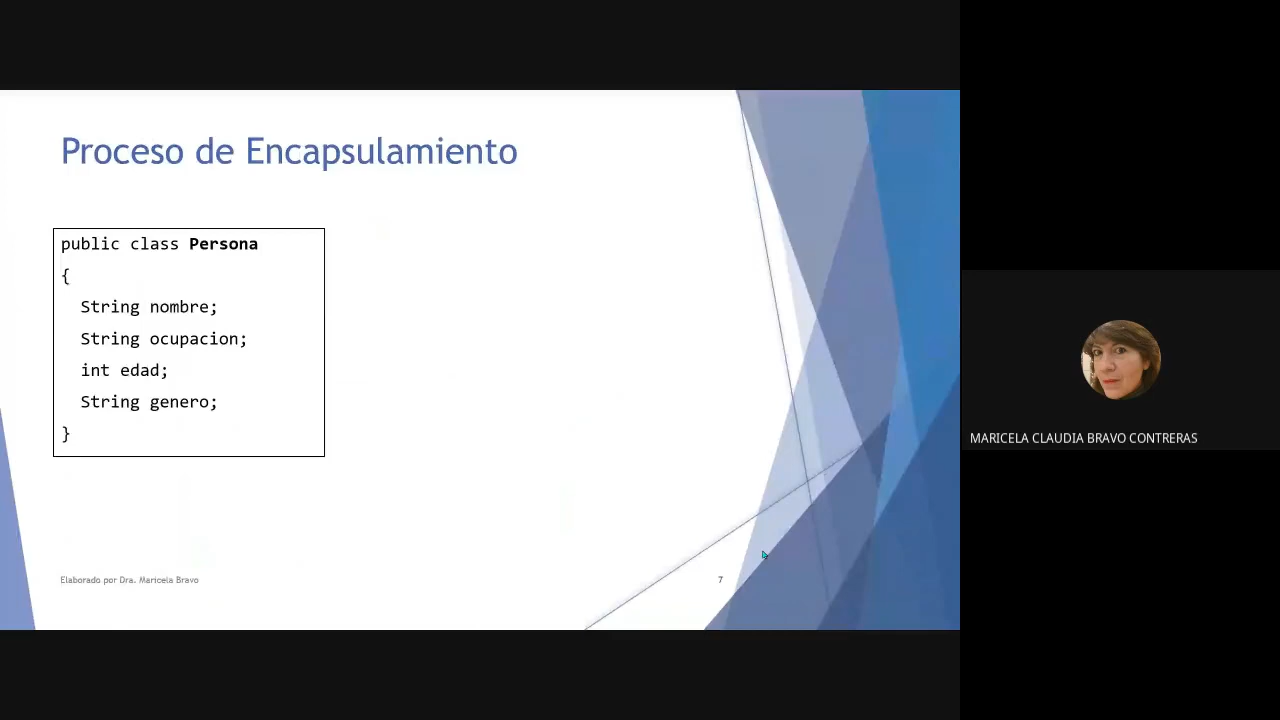 Proceso de Encapsulamiento
public class Persona
{
String nombre;
String ocupacion;
int edad;
String genero;
}
Elaborado por Dra. Maricela Bravo
7
MARICELA CLAUDIA BRAVO CONTRERAS